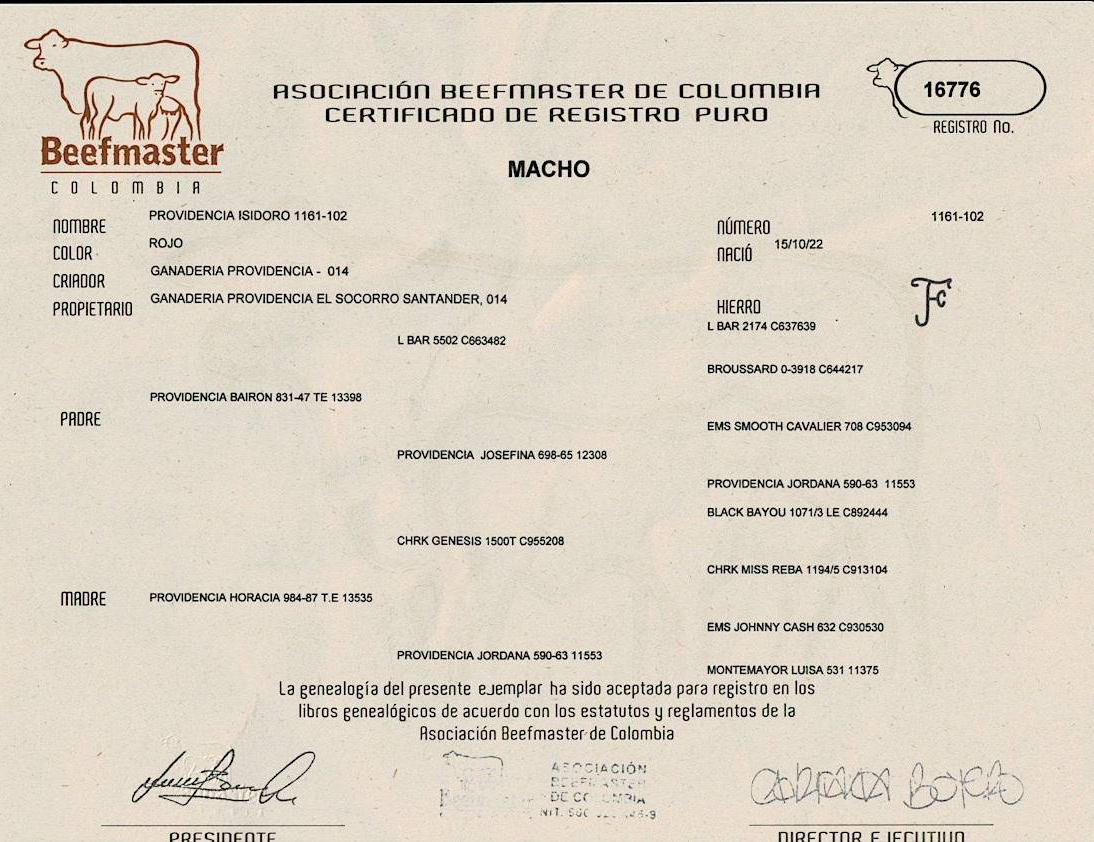 ASOCIACIÓN BEEFMASTER DE COLOMBIA
CERTIFICADO DE REGISTRO PURO
16776
REGISTRO No.
Beefmaster
COLOMBIA
MACHO
NOMBRE PROVIDENCIA ISIDORO 1161-102
NÚMERO 1161-102
COLOR ROJO
NACIÓ 15/10/22
CRIADOR GANADERIA PROVIDENCIA - 014
PROPIETARIO GANADERIA PROVIDENCIA EL SOCORRO SANTANDER, 014
HIERRO
L BAR 2174 C637639
L BAR 5502 C663482
BROUSSARD 0-3918 C644217
PADRE PROVIDENCIA BAIRON 831-47 TE 13398
EMS SMOOTH CAVALIER 708 C953094
PROVIDENCIA JOSEFINA 698-65 12308
PROVIDENCIA JORDANA 590-63 11553
BLACK BAYOU 1071/3 LE C892444
CHRK GENESIS 1500T C955208
CHRK MISS REBA 1194/5 C913104
MADRE PROVIDENCIA HORACIA 984-87 T.E 13535
EMS JOHNNY CASH 632 C930530
PROVIDENCIA JORDANA 590-63 11553
MONTEMAYOR LUISA 531 11375
La genealogía del presente ejemplar ha sido aceptada para registro en los
libros genealógicos de acuerdo con los estatutos y reglamentos de la
Asociación Beefmaster de Colombia
ASOCIACIÓN
BEEFMASTER
DE COLOMBIA
NIT.
PRESIDENTE
DIRECTOR EJECUTIVO